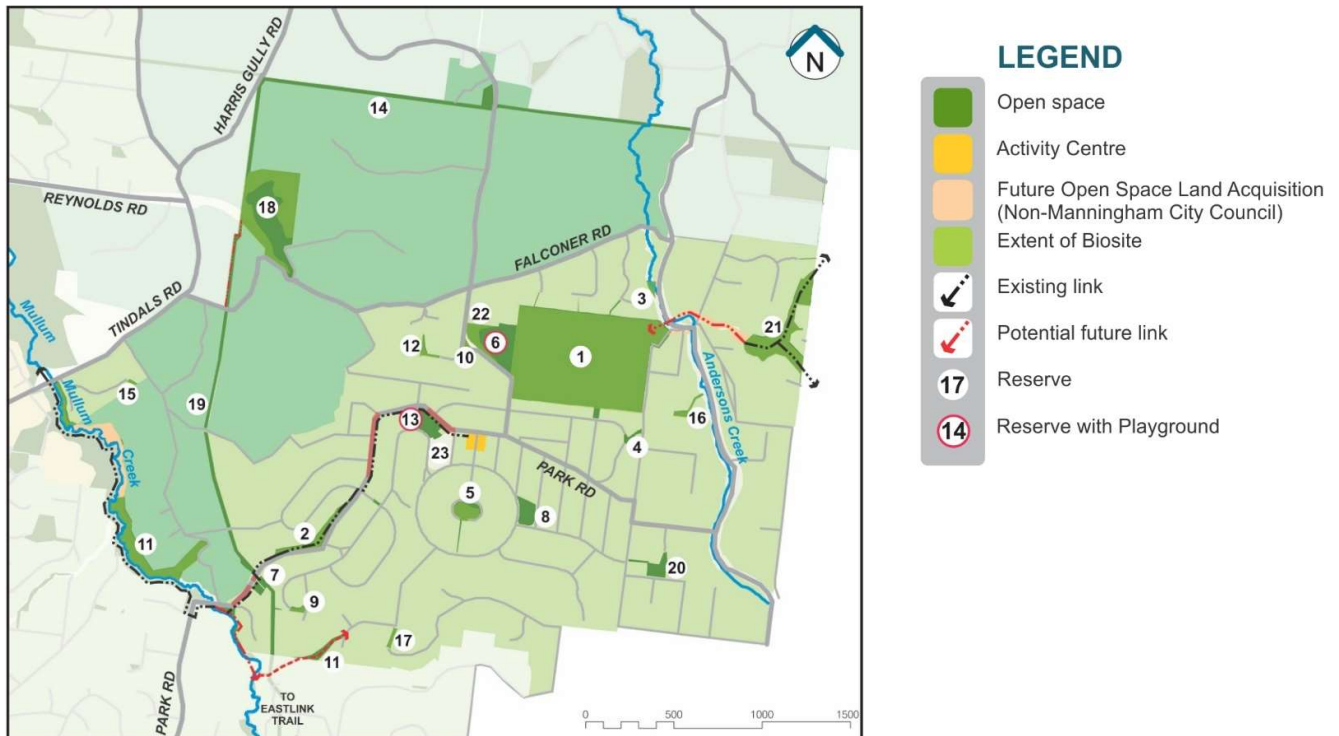 HARRIS GULLY RD
N
14
REYNOLDS RD
18
FALCONER RD
TINDALS RD
Mullum
3
22
21
6
12
10
1
Mullum
Creek
15
19
Andersons Creek
16
13
4
23
PARK RD
5
8
2
11
20
7
9
17
11
PARK RD
TO
EASTLINK
TRAIL
0 500 1000 1500
LEGEND
Open space
Activity Centre
Future Open Space Land Acquisition
(Non-Manningham City Council)
Extent of Biosite
Existing link
Potential future link
17 Reserve
14 Reserve with Playground